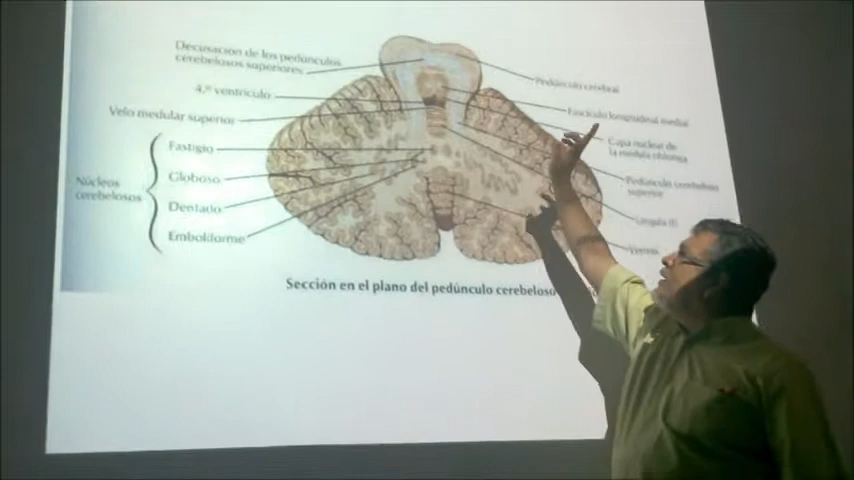 Decusación de los pedúnculos
cerebelosos superiores
4.º ventrículo
Velo medular superior
Núcleos
cerebelosos
Fastigio
Globoso
Dentado
Emboliforme
Pedúnculo cerebral
Fascículo longitudinal medial
Capa nuclear de
la médula oblonga
Pedúnculo cerebeloso
superior
Língula (I)
Vermis
Sección en el plano del pedúnculo cerebeloso